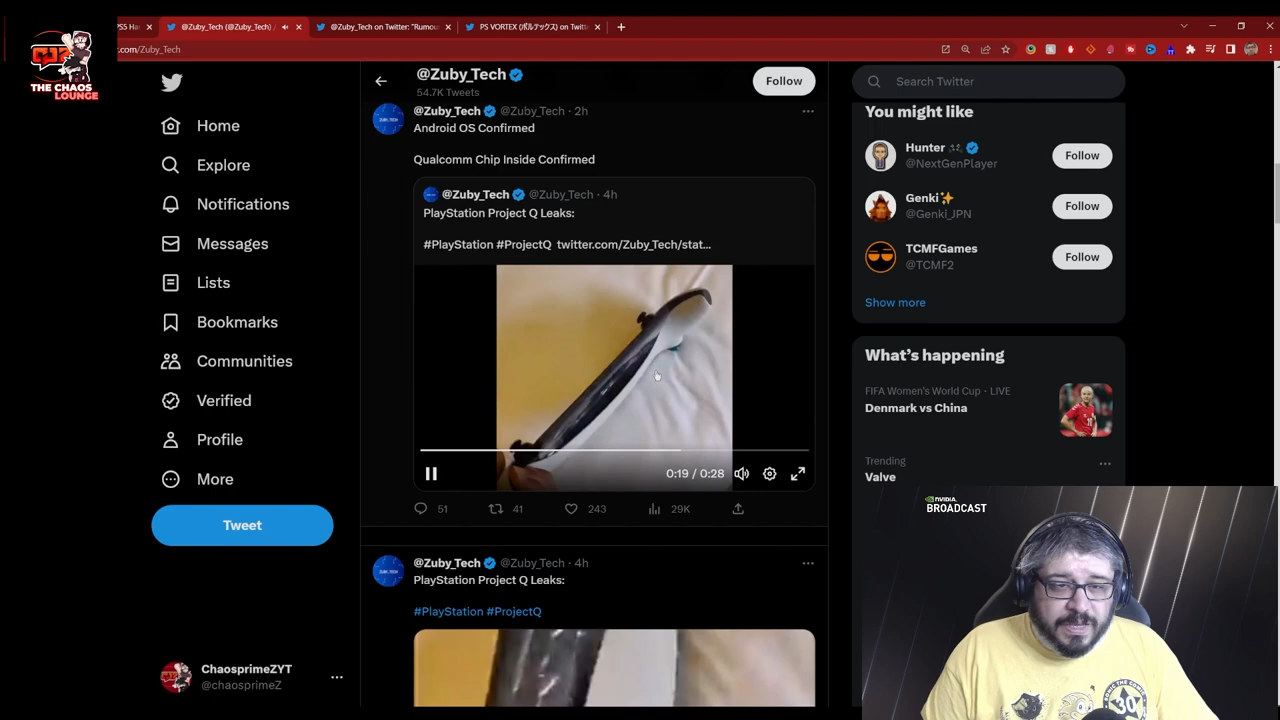 THE CHAOS
LOUNGE
PS5 Ha
@Zuby_Tech (@Zuby_Tech) /
@Zuby_Tech on Twitter: "Rumou
PS VORTEX (ボルテックス) on Twitt
.com/Zuby_Tech
Home
Explore
Notifications
Messages
Lists
Bookmarks
Communities
Verified
Profile
More
Tweet
ChaosprimeZYT
@chaosprimeZ
@Zuby_Tech
54.7K Tweets
Follow
@Zuby_Tech @Zuby_Tech · 2h
Android OS Confirmed
Qualcomm Chip Inside Confirmed
@Zuby_Tech @Zuby_Tech · 4h
PlayStation Project Q Leaks:
#PlayStation #ProjectQ twitter.com/Zuby_Tech/stat...
0:19 / 0:28
51 41 243 29K
@Zuby_Tech @Zuby_Tech · 4h
PlayStation Project Q Leaks:
#PlayStation #ProjectQ
Search Twitter
You might like
Hunter
@NextGenPlayer
Follow
Genki
@Genki_JPN
Follow
TCMFGames
@TCMF2
Follow
Show more
What's happening
FIFA Women's World Cup · LIVE
Denmark vs China
Trending
Valve
NVIDIA.
BROADCAST
30